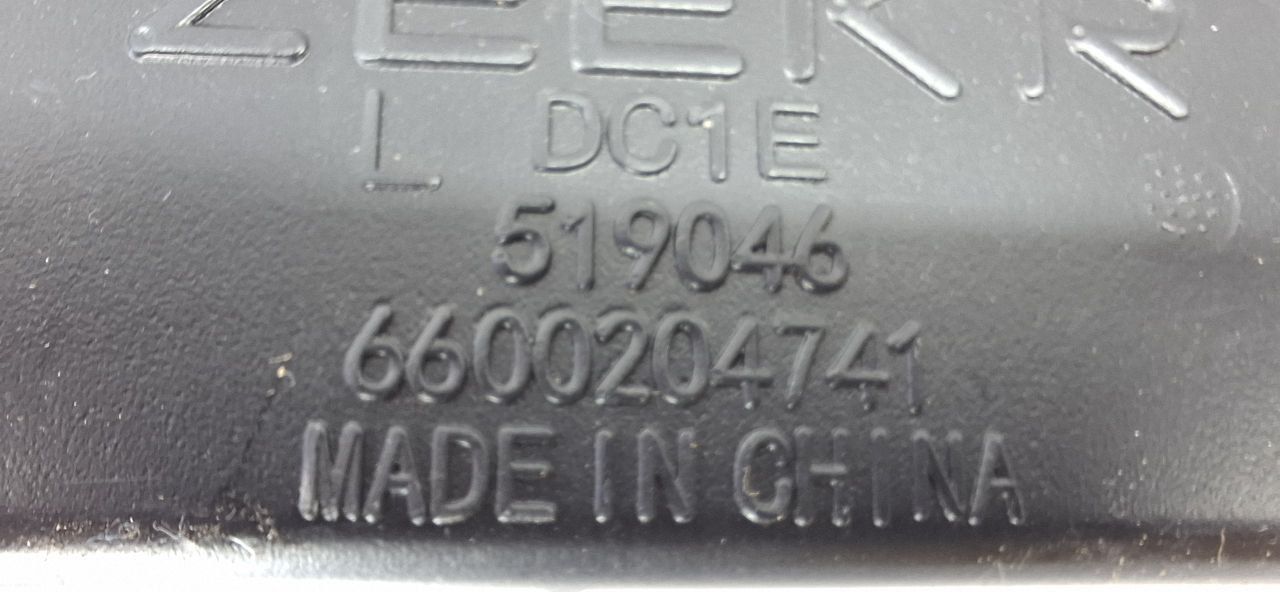 ZEEKR
L DC1E
519046
6600204741
MADE IN CHINA